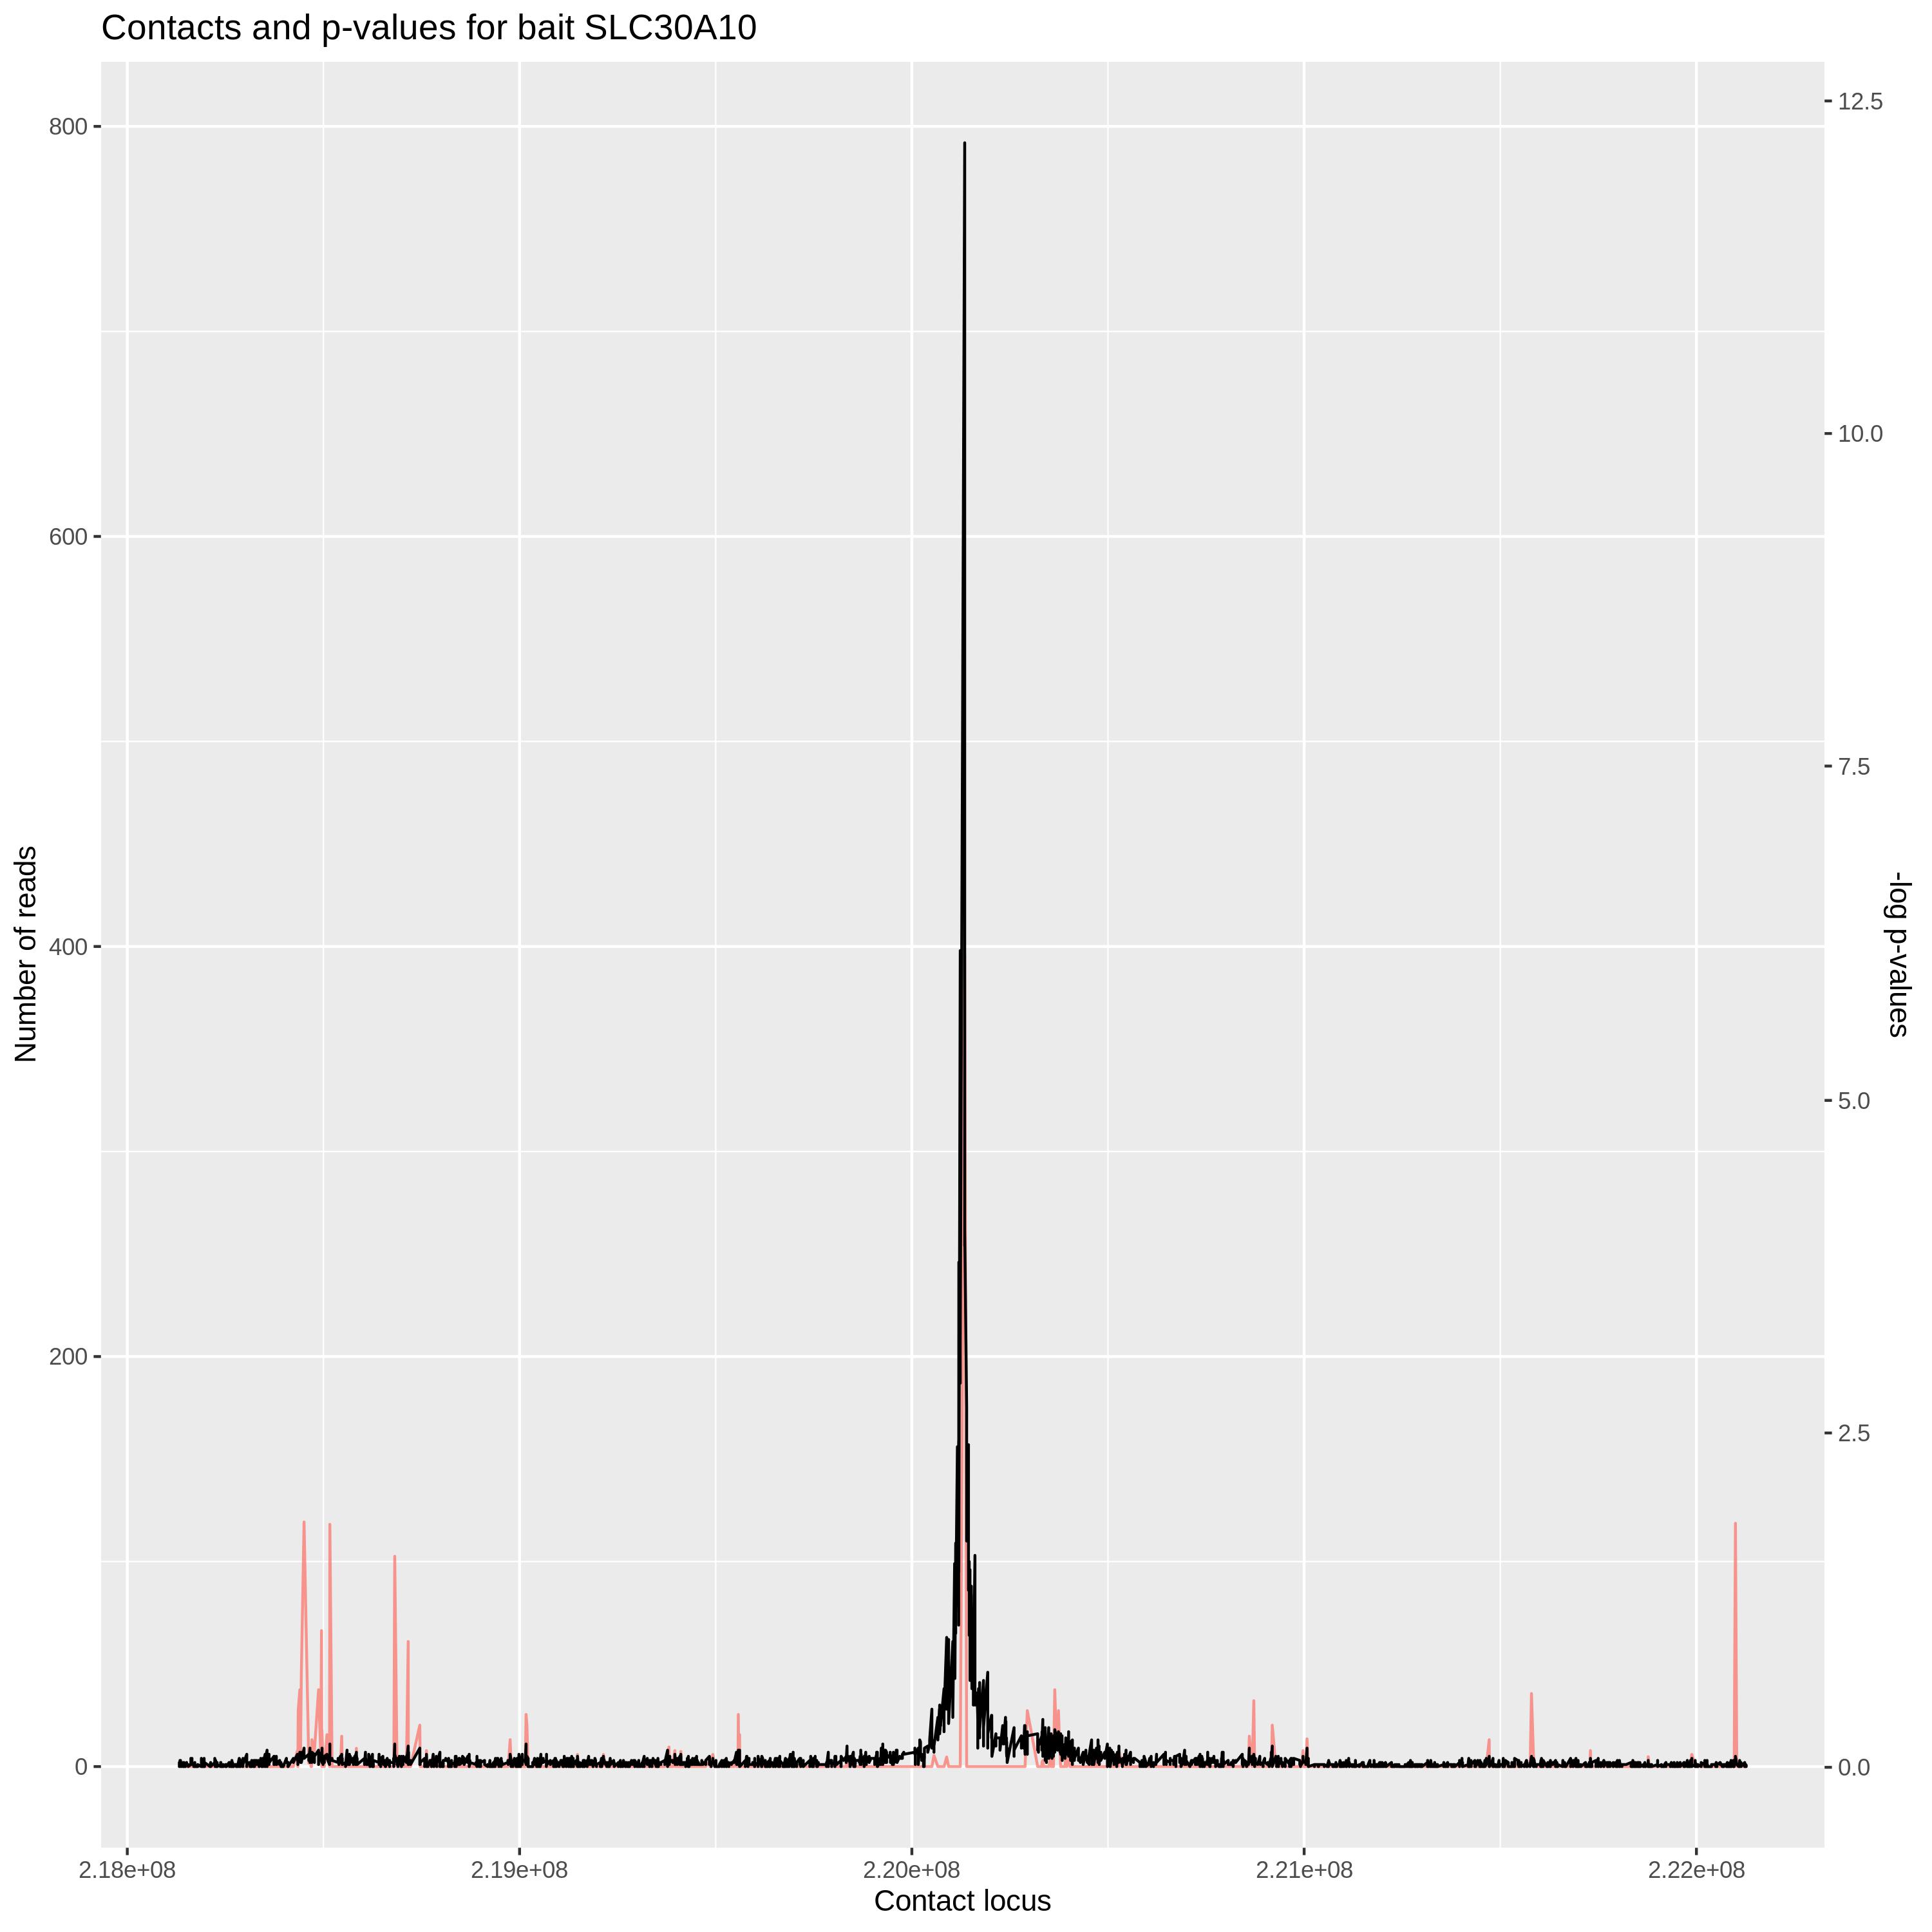 Contacts and p-values for bait SLC30A10
800
600
400
200
0
Number of reads
12.5
10.0
7.5
5.0
2.5
0.0
-log p-values
2.18e+08
2.19e+08
2.20e+08
2.21e+08
2.22e+08
Contact locus